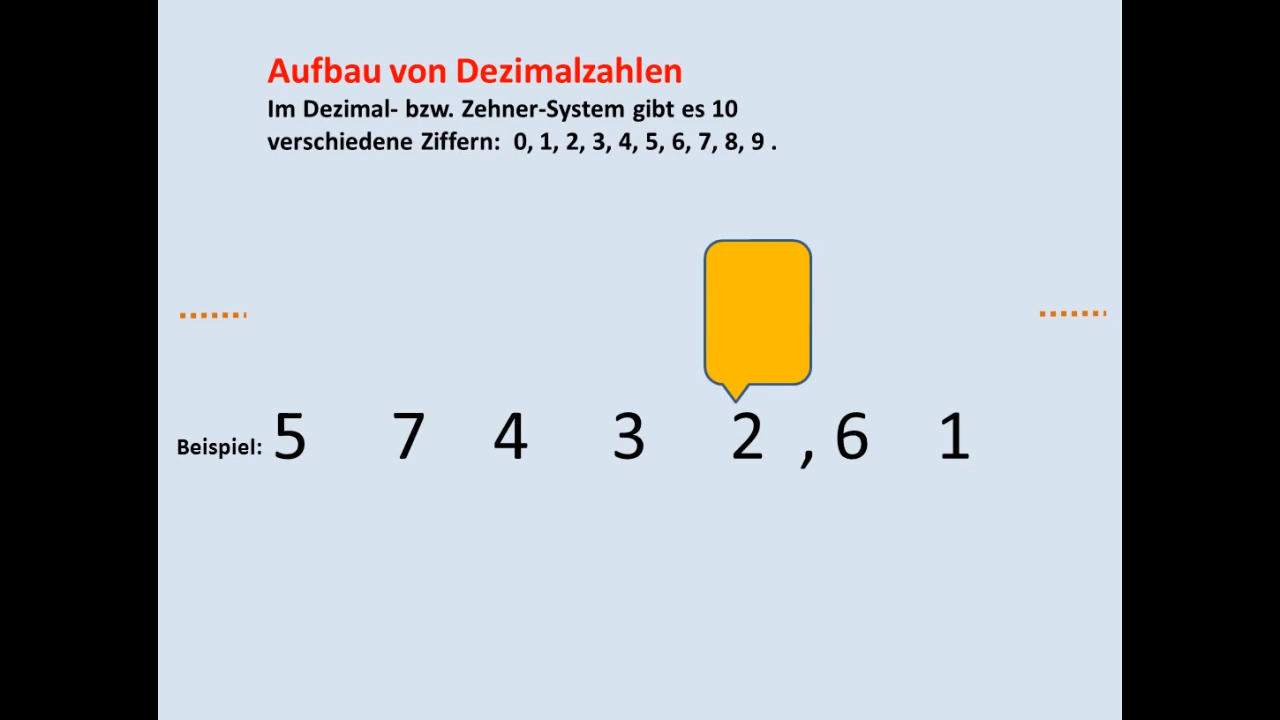 Aufbau von Dezimalzahlen
Im Dezimal- bzw. Zehner-System gibt es 10
verschiedene Ziffern: 0, 1, 2, 3, 4, 5, 6, 7, 8, 9 .
Beispiel: 5 7 4 3 2 , 6 1